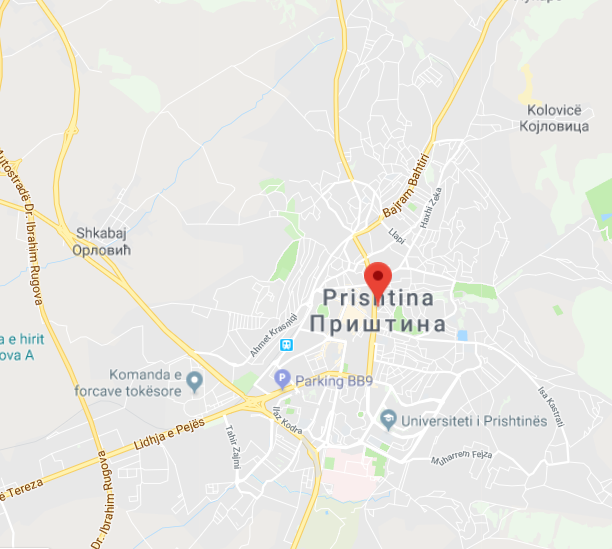 Kolovicë
Којловица
Bajram Bahtiri
Haxhi Zeka
Llapi
Autostradë Dr. Ibrahim Rugova
Shkabaj
Орловић
Prishtina
Приштина
Ahmet Krasniqi
a e hirit
ova A
Komanda e
forcave tokësore
P
Parking BB9
Isa Kastrati
Ilaz Kodra
Universiteti i Prishtinës
Lidhja e Pejës
Tahir Zajmi
Muharrem Fejza
ë Tereza
Dr. Ibrahim Rugova